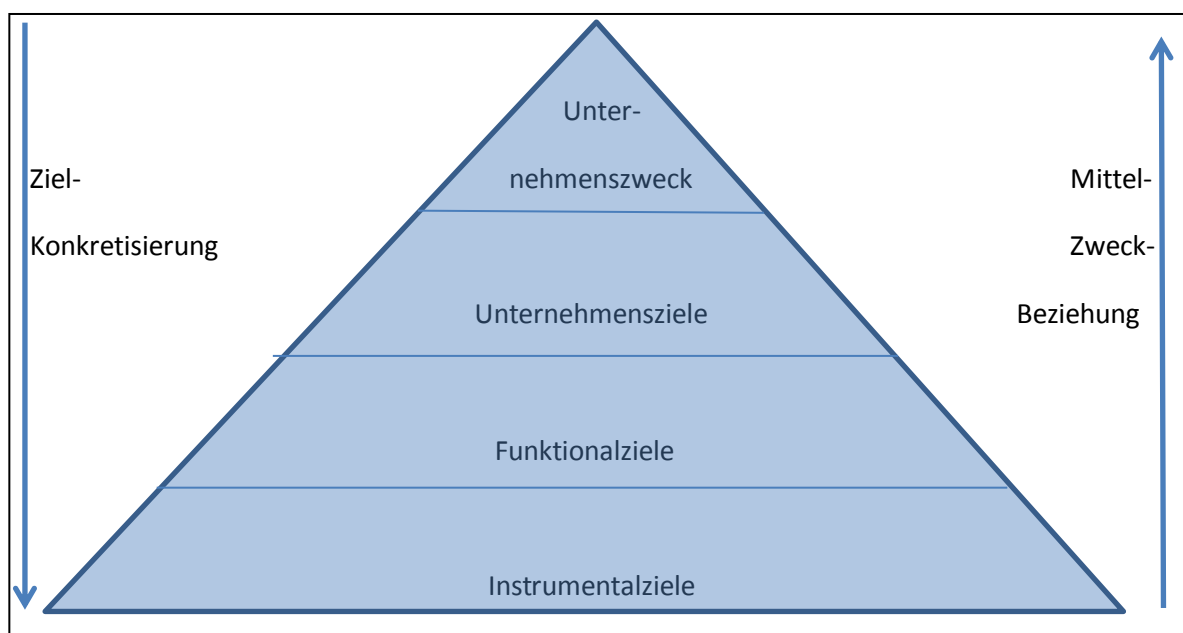 Unter-
nehmenszweck
Ziel-
Konkretisierung
Mittel-
Zweck-
Beziehung
Unternehmensziele
Funktionalziele
Instrumentalziele